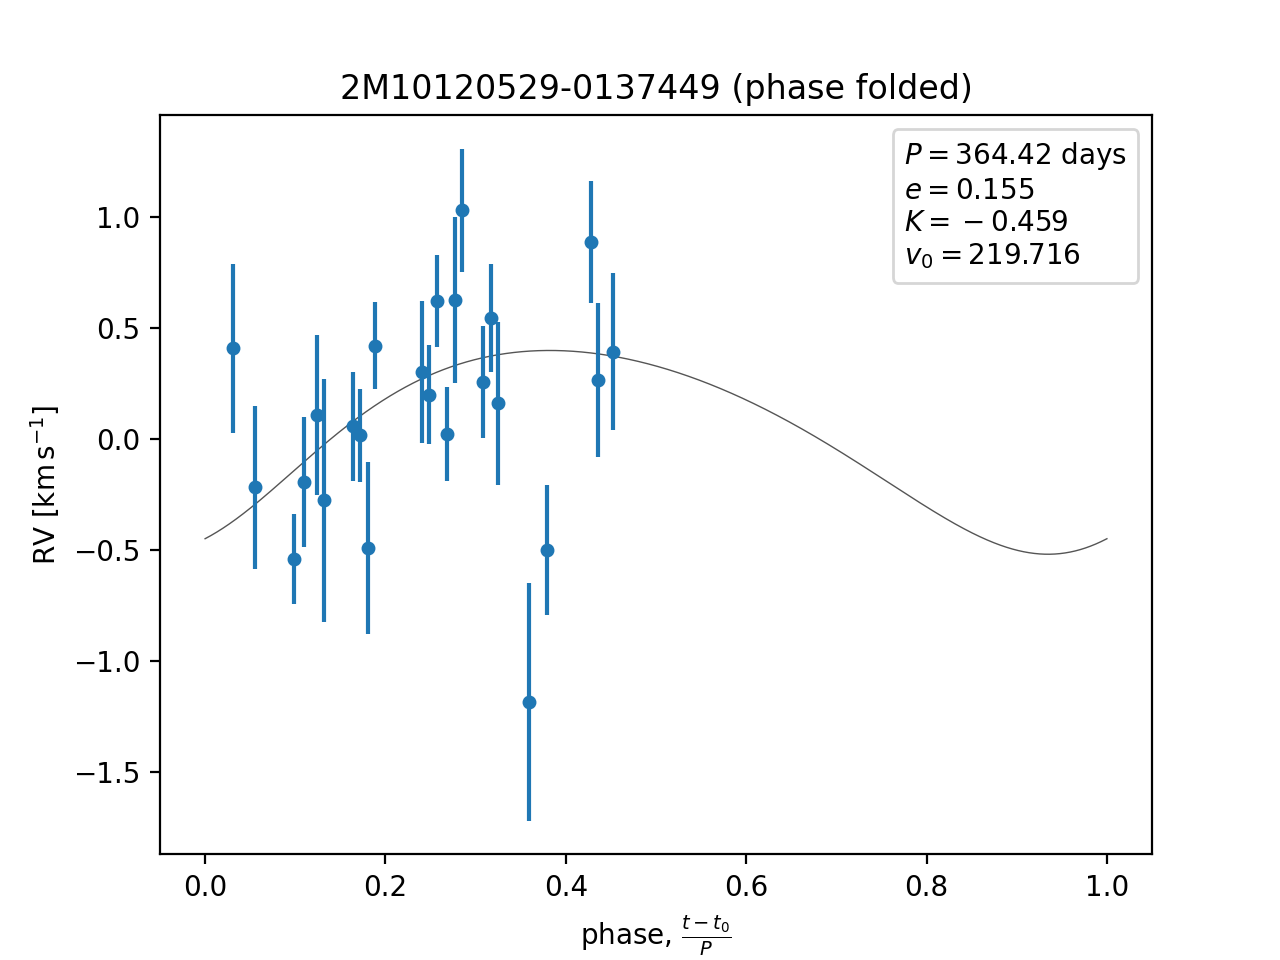 2M10120529-0137449 (phase folded)
P = 364.42 days
e = 0.155
K = −0.459
v₀ = 219.716
1.0
0.5
0.0
−0.5
−1.0
−1.5
RV [km s⁻¹]
0.0 0.2 0.4 0.6 0.8 1.0
phase, (t − t₀)/P